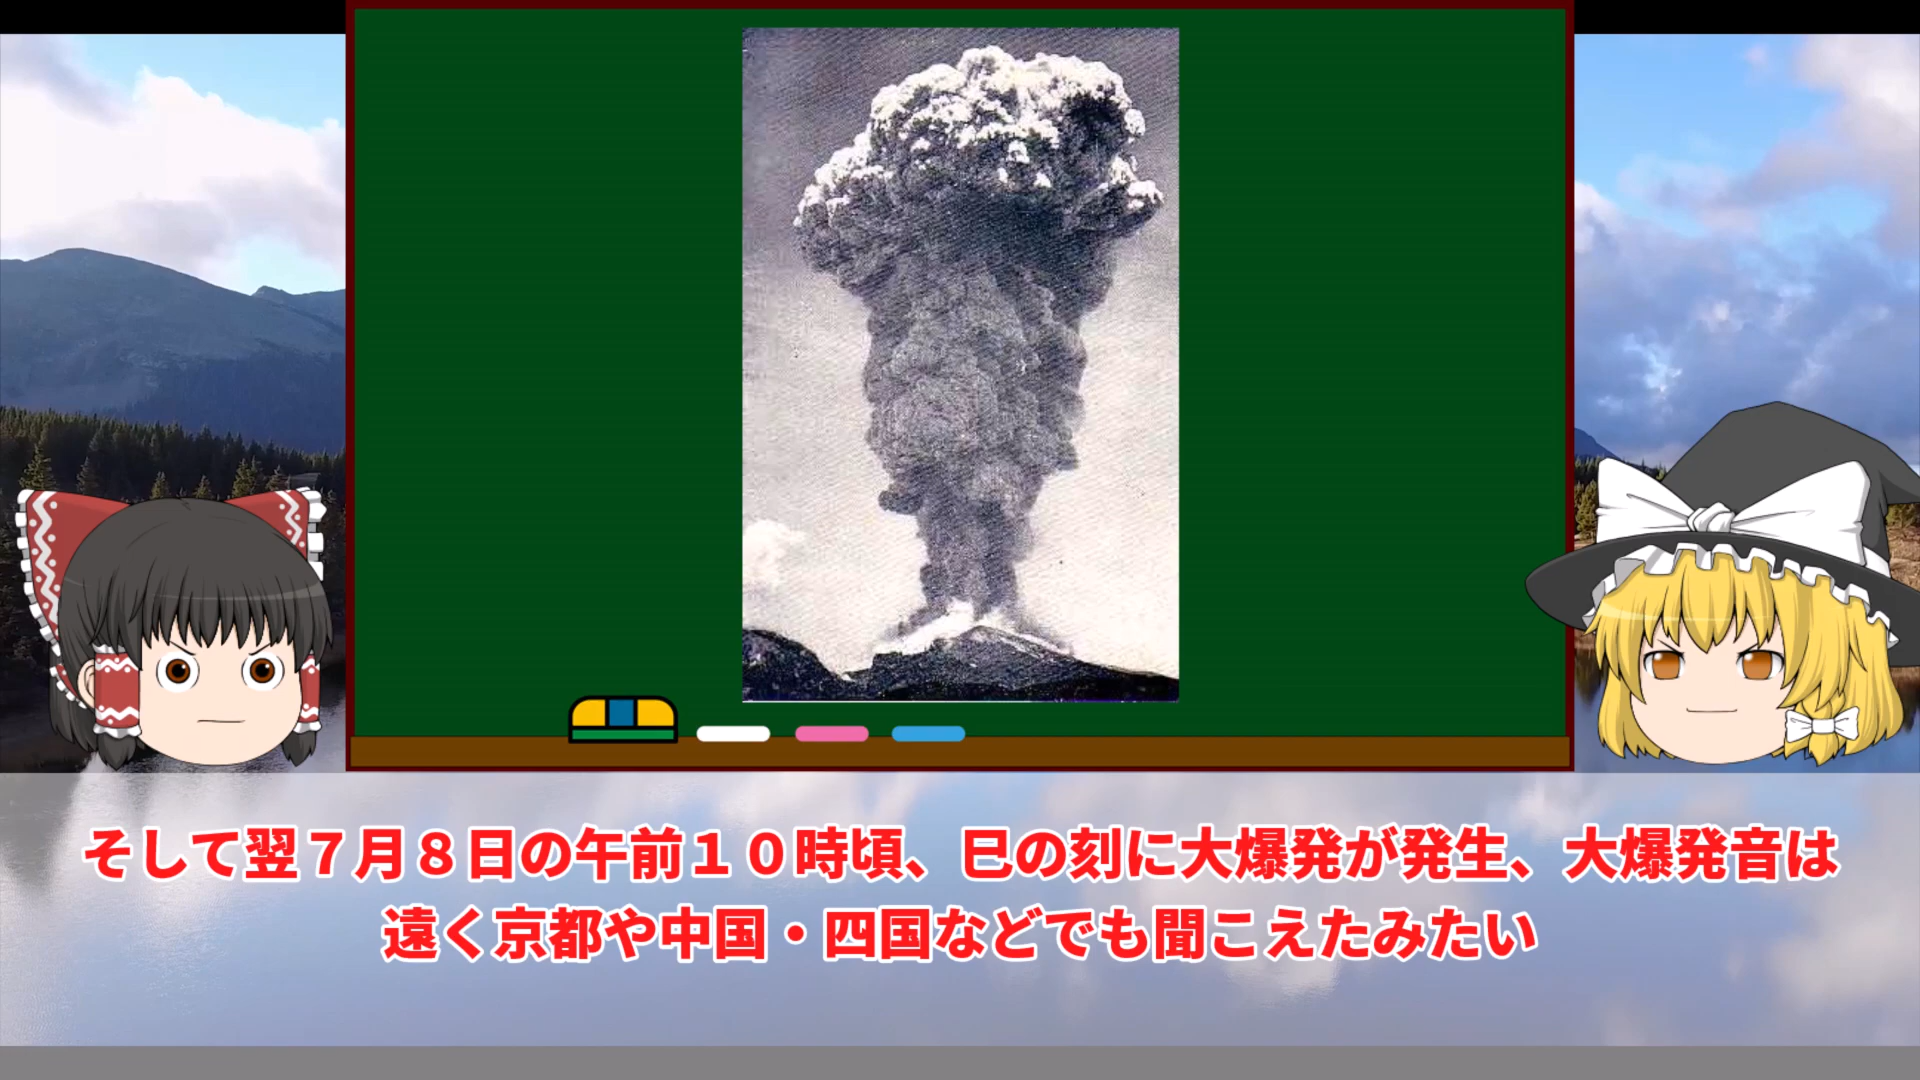 そして翌７月８日の午前１０時頃、巳の刻に大爆発が発生、大爆発音は
遠く京都や中国・四国などでも聞こえたみたい